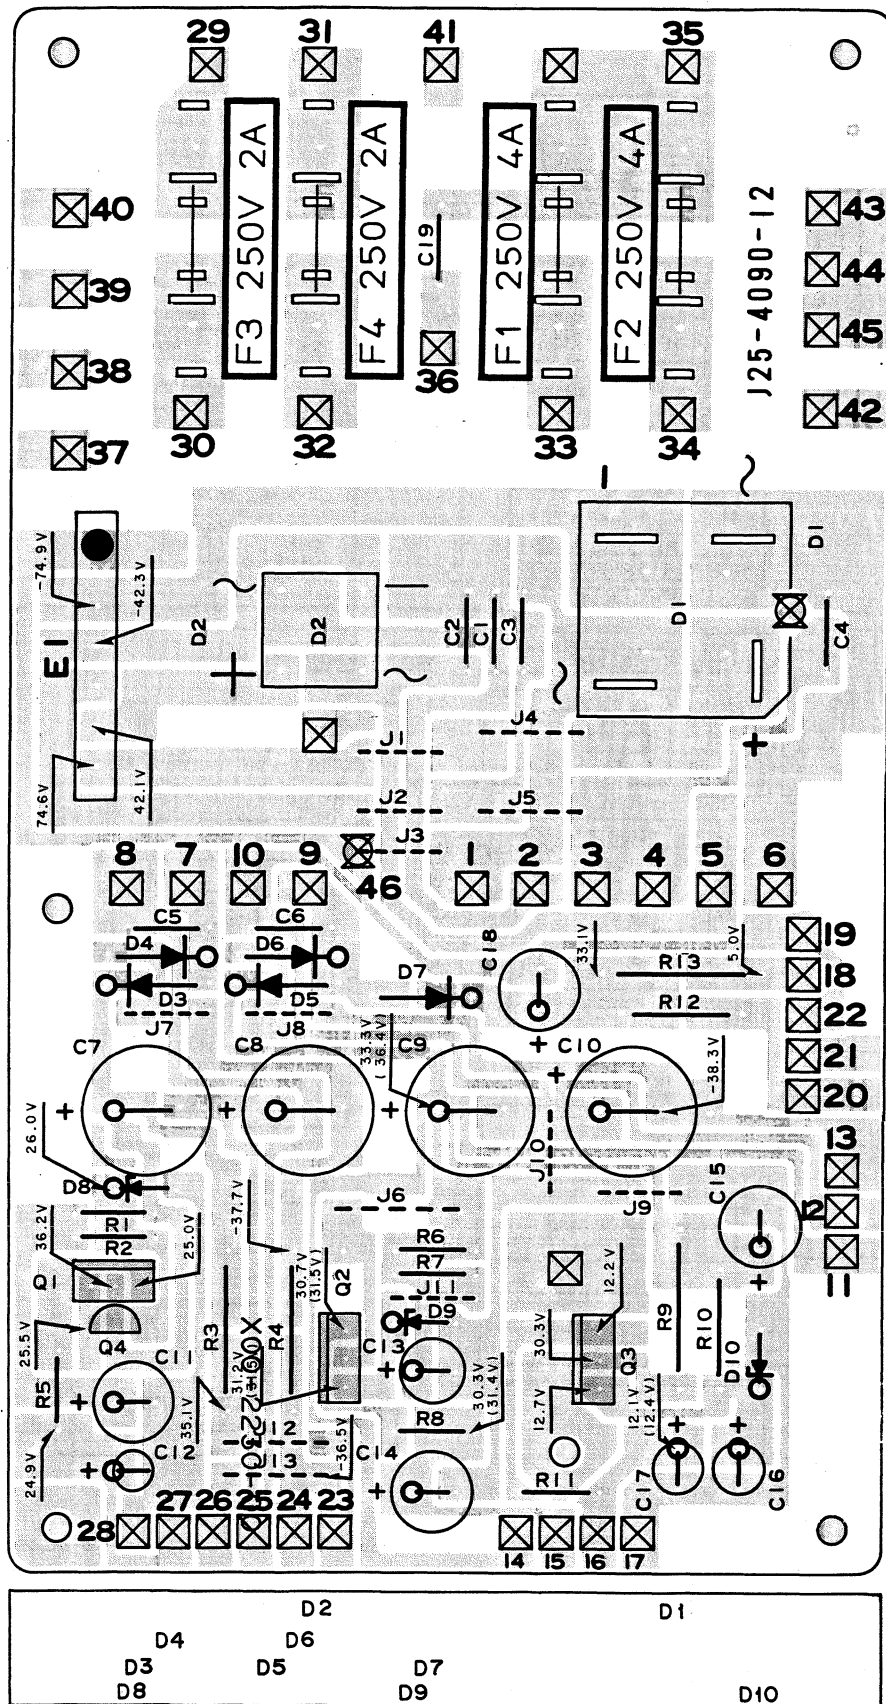 29 31 41 35
F3 250V 2A
F4 250V 2A
F1 250V 4A
F2 250V 4A
C19
J25-4090-12
40 43
39 44
38 45
37 42
36
30 32 33 34
-74.9V
-42.3V
E1
74.6V
42.1V
D2 D2
C2 C1 C3
D1 D1
C4
J1 J4
J2 J5
J3
8 7 10 9 46 1 2 3 4 5 6
C5 C6
D4 D6
D3 D5
J7 J8
D7
C18
33.1V
5.0V
R13
R12
19
18
22
21
20
C7 C8 C9 C10
33.3V
(36.4V)
-38.3V
26.0V
D8
J10
J9
C15
13
12
11
R1
R2
36.2V
25.0V
-37.7V
J6
R6
R7
J11
Q1
30.7V
(31.5V)
Q2
D9
12.2V
R9
R10
D10
25.5V
Q4
R3
R4
C13
30.3V
Q3
R5
C11
31.2V
30.3V
(31.4V)
12.7V
12.1V
(12.4V)
35.1V
R8
24.9V
C12
J12
J13
-36.5V
C14
R11
C17
C16
28 27 26 25 24 23
14 15 16 17
D2 D1
D4 D6
D3 D5 D7
D8 D9 D10